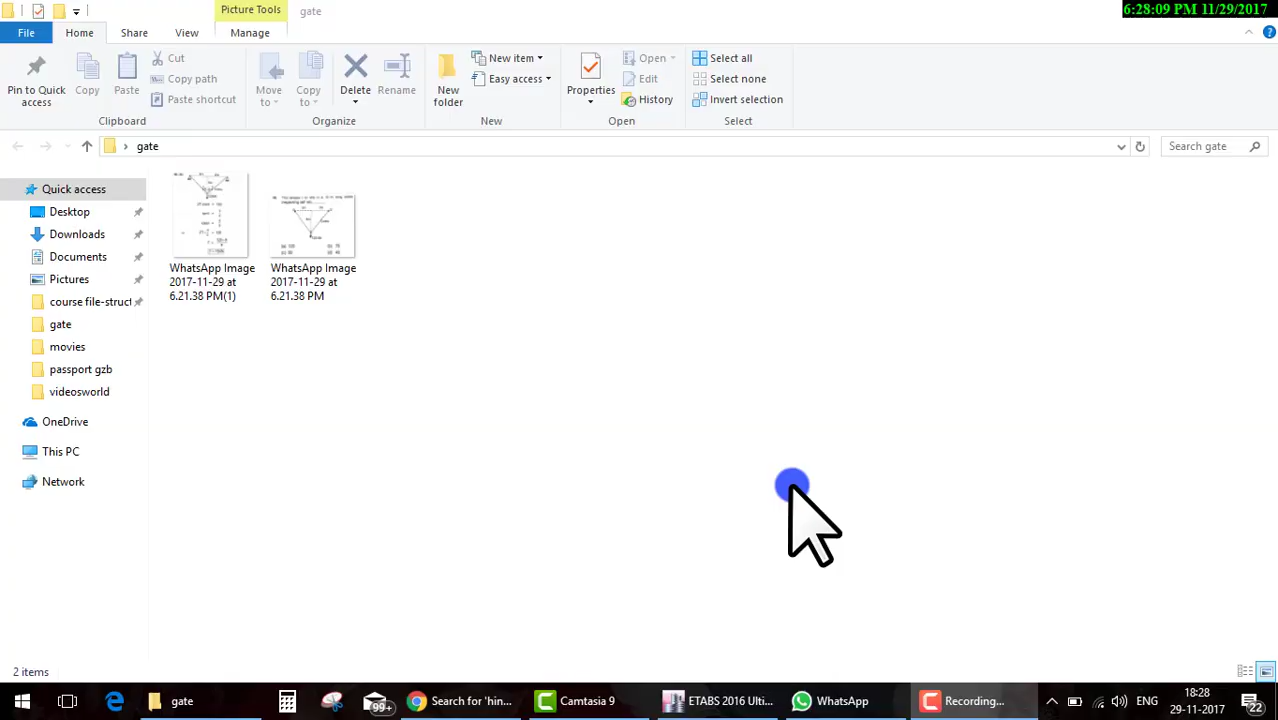 Picture Tools
gate
6:28:09 PM 11/29/2017
File
Home
Share
View
Manage
Pin to Quick
access
Copy
Paste
Cut
Copy path
Paste shortcut
Clipboard
Move
to
Copy
to
Delete
Rename
Organize
New
folder
New item
Easy access
New
Properties
Open
Edit
History
Open
Select all
Select none
Invert selection
Select
gate
Search gate
Quick access
Desktop
Downloads
Documents
Pictures
course file-struct
gate
movies
passport gzb
videosworld
OneDrive
This PC
Network
WhatsApp Image
2017-11-29 at
6.21.38 PM(1)
WhatsApp Image
2017-11-29 at
6.21.38 PM
2 items
gate
99+
Search for 'hin...
Camtasia 9
ETABS 2016 Ulti...
WhatsApp
Recording...
ENG
18:28
29-11-2017
22